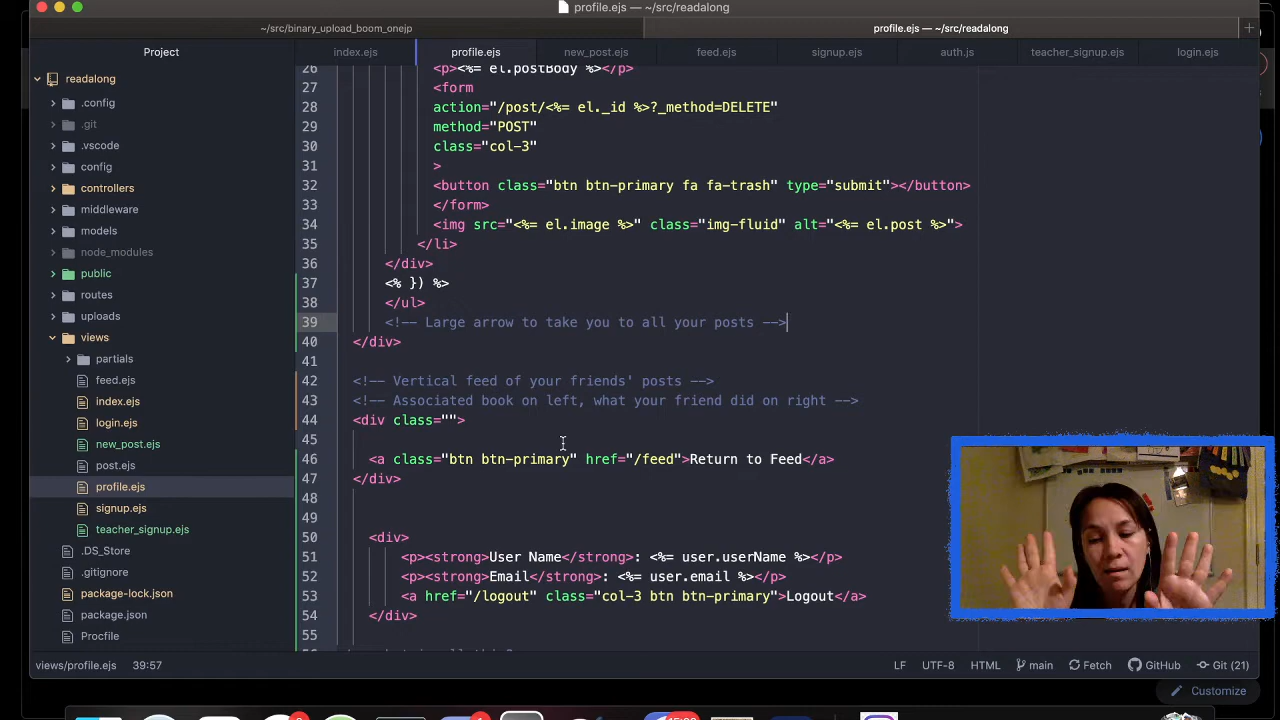 profile.ejs — ~/src/readalong
~/src/binary_upload_boom_onejp
profile.ejs — ~/src/readalong
Project
index.ejs
profile.ejs
new_post.ejs
feed.ejs
signup.ejs
auth.js
teacher_signup.ejs
login.ejs
readalong
.config
.git
.vscode
config
controllers
middleware
models
node_modules
public
routes
uploads
views
partials
feed.ejs
index.ejs
login.ejs
new_post.ejs
post.ejs
profile.ejs
signup.ejs
teacher_signup.ejs
.DS_Store
.gitignore
package-lock.json
package.json
Procfile
26 <p><%= el.postBody %></p>
27 <form
28 action="/post/<%= el._id %>?_method=DELETE"
29 method="POST"
30 class="col-3"
31 >
32 <button class="btn btn-primary fa fa-trash" type="submit"></button>
33 </form>
34 <img src="<%= el.image %>" class="img-fluid" alt="<%= el.post %>">
35 </li>
36 </div>
37 <% }) %>
38 </ul>
39 <!-- Large arrow to take you to all your posts -->
40 </div>
41
42 <!-- Vertical feed of your friends' posts -->
43 <!-- Associated book on left, what your friend did on right -->
44 <div class="">
45
46 <a class="btn btn-primary" href="/feed">Return to Feed</a>
47 </div>
48
49
50 <div>
51 <p><strong>User Name</strong>: <%= user.userName %></p>
52 <p><strong>Email</strong>: <%= user.email %></p>
53 <a href="/logout" class="col-3 btn btn-primary">Logout</a>
54 </div>
55
views/profile.ejs 39:57 LF UTF-8 HTML main Fetch GitHub Git (21)
Customize